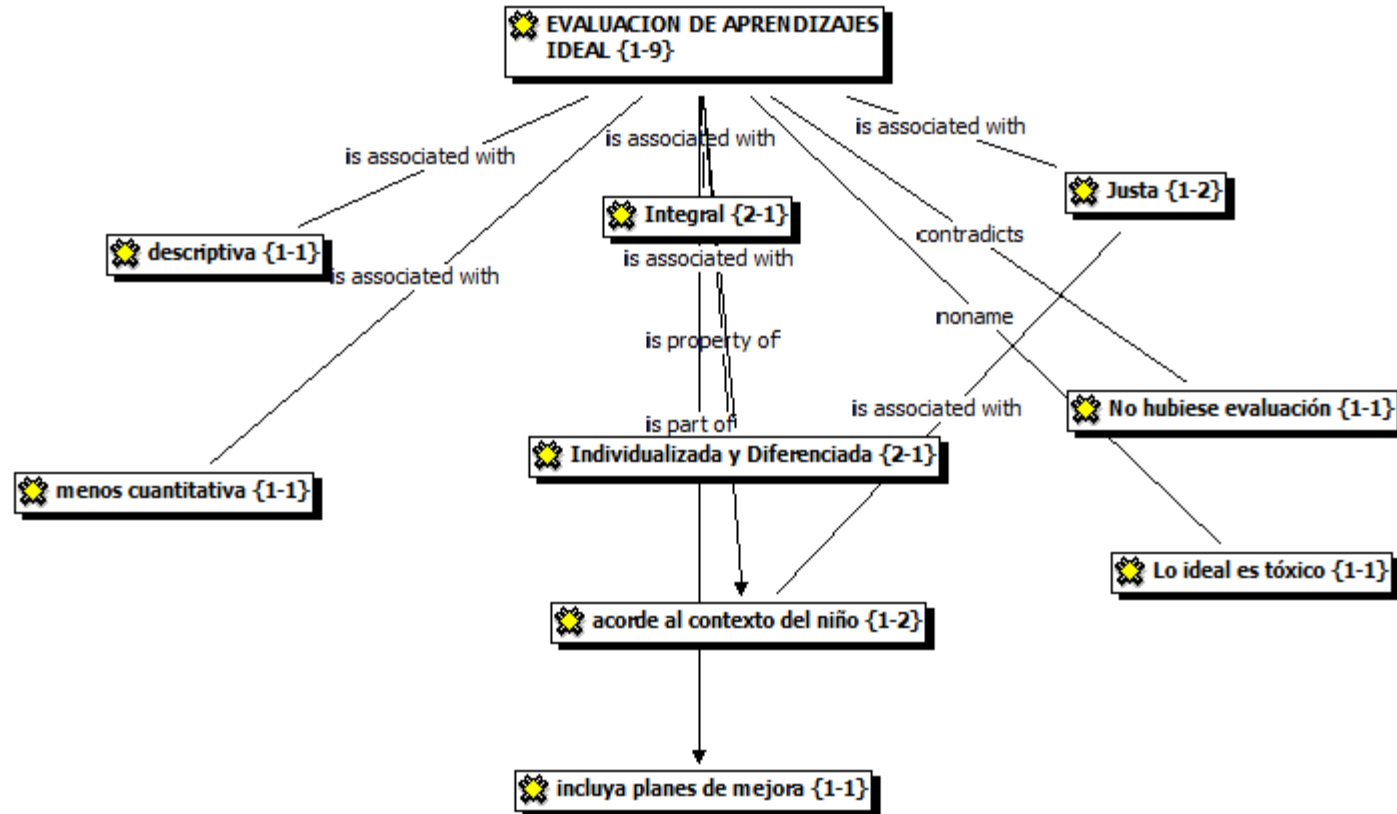 EVALUACION DE APRENDIZAJES
IDEAL {1-9}
is associated with
is associated with
is associated with
Justa {1-2}
Integral {2-1}
contradicts
descriptiva {1-1}
is associated with
is associated with
noname
is property of
No hubiese evaluación {1-1}
is associated with
is part of
Individualizada y Diferenciada {2-1}
menos cuantitativa {1-1}
Lo ideal es tóxico {1-1}
acorde al contexto del niño {1-2}
incluya planes de mejora {1-1}